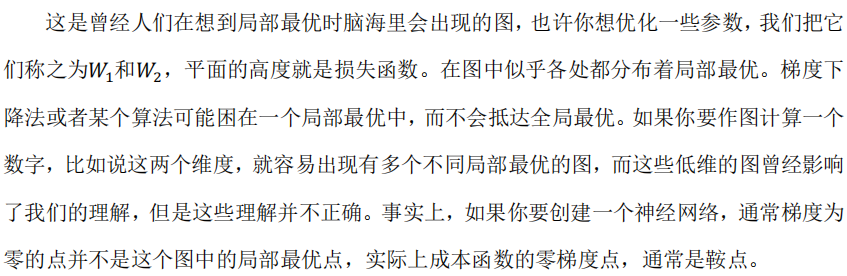 这是曾经人们在想到局部最优时脑海里会出现的图，也许你想优化一些参数，我们把它
们称之为W₁和W₂，平面的高度就是损失函数。在图中似乎各处都分布着局部最优。梯度下
降法或者某个算法可能困在一个局部最优中，而不会抵达全局最优。如果你要作图计算一个
数字，比如说这两个维度，就容易出现有多个不同局部最优的图，而这些低维的图曾经影响
了我们的理解，但是这些理解并不正确。事实上，如果你要创建一个神经网络，通常梯度为
零的点并不是这个图中的局部最优点，实际上成本函数的零梯度点，通常是鞍点。